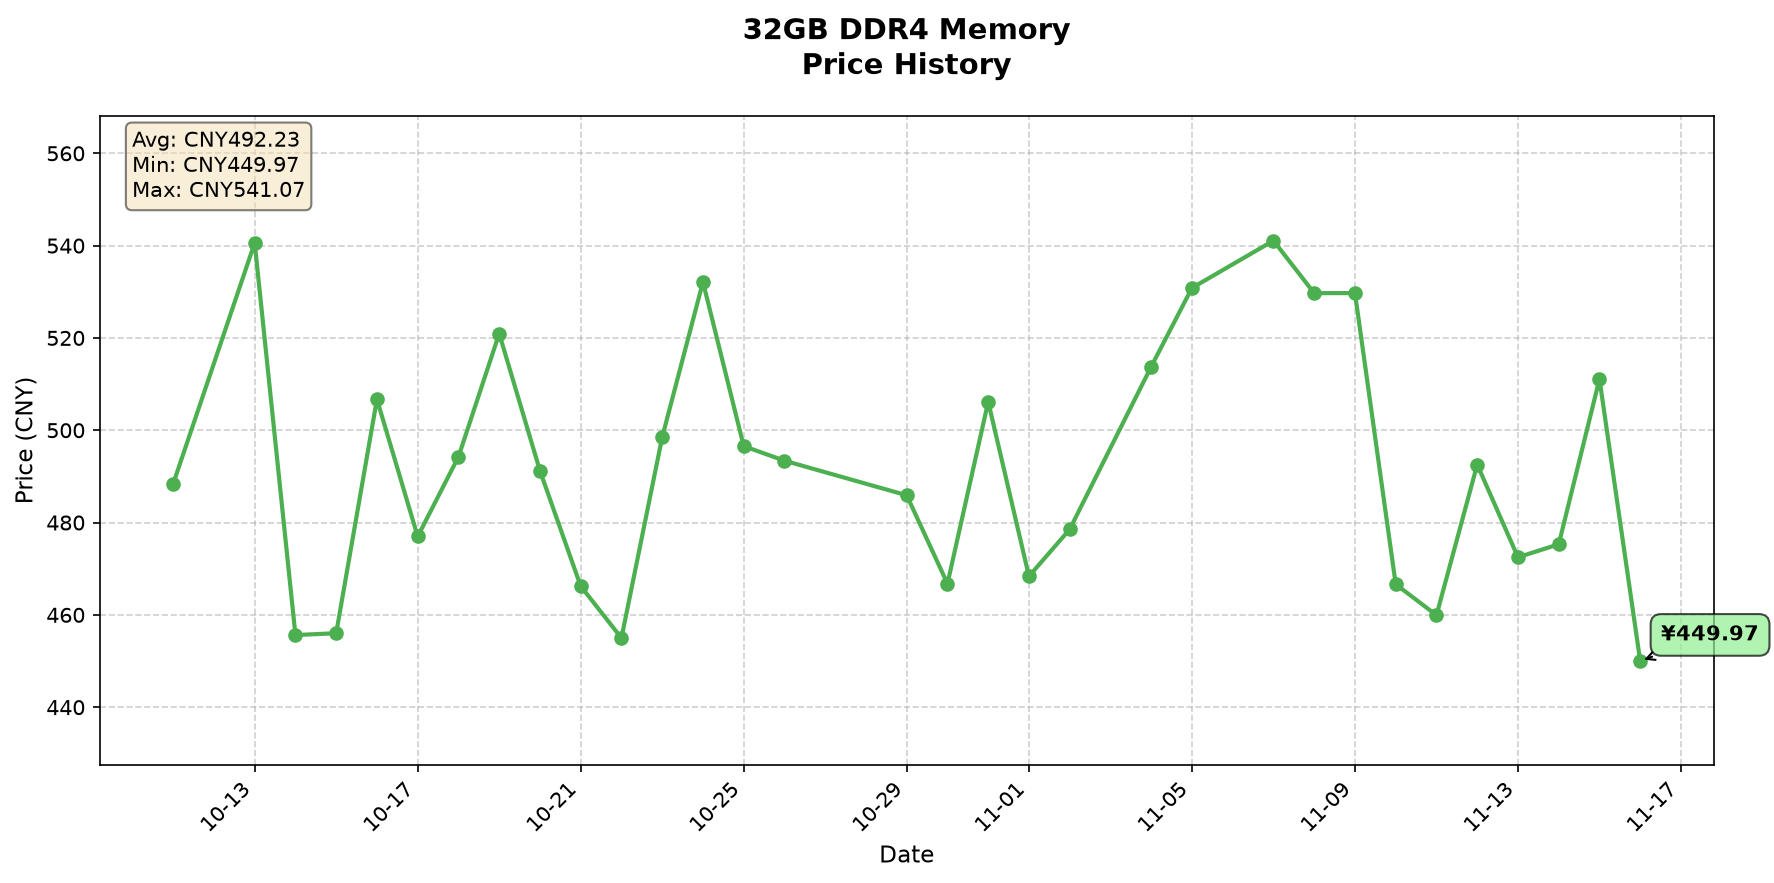 32GB DDR4 Memory
Price History
Avg: CNY492.23
Min: CNY449.97
Max: CNY541.07
560
540
520
500
480
460
440
Price (CNY)
¥449.97
10-13
10-17
10-21
10-25
10-29
11-01
11-05
11-09
11-13
11-17
Date